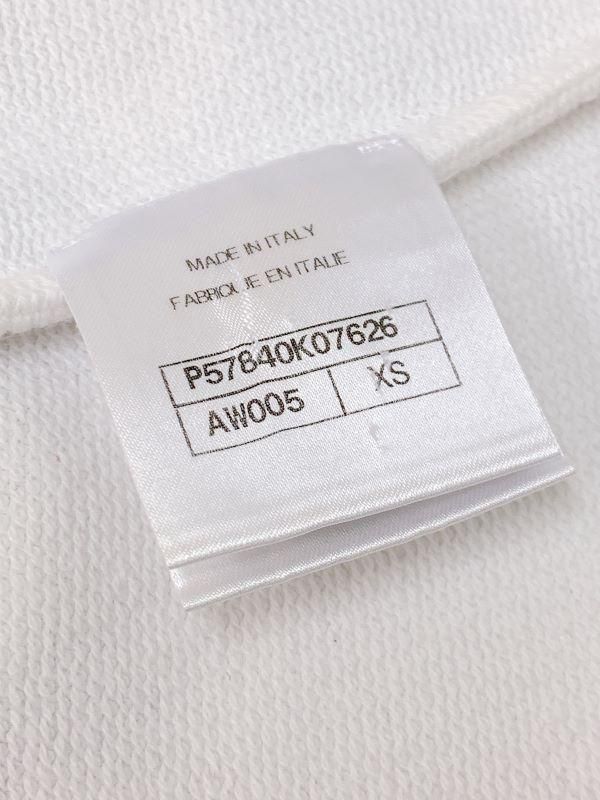 MADE IN ITALY
FABRIQUE EN ITALIE
P57840K07626
AW005 XS